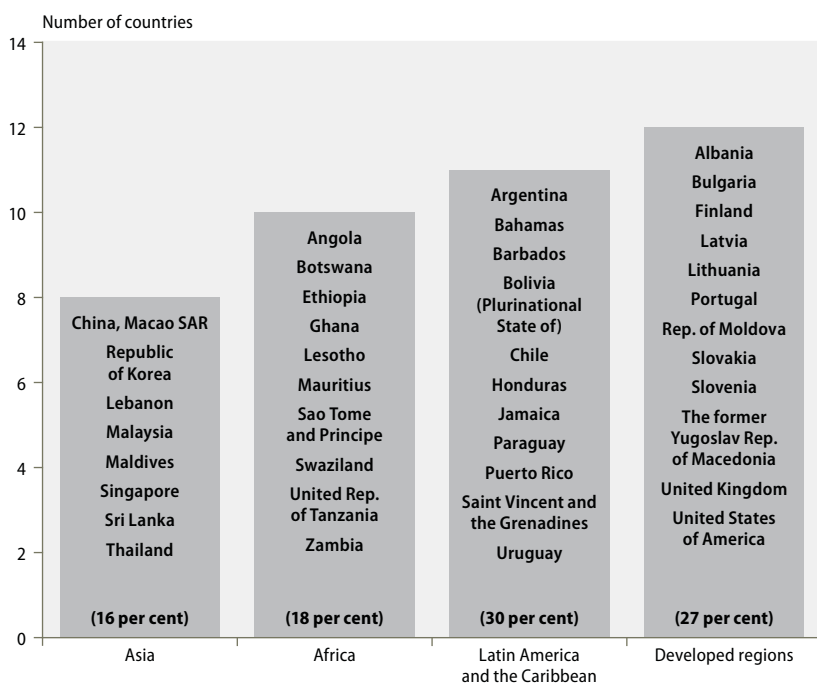 Number of countries
14
12
10
8
6
4
2
0
China, Macao SAR
Republic
of Korea
Lebanon
Malaysia
Maldives
Singapore
Sri Lanka
Thailand
(16 per cent)
Asia
Angola
Botswana
Ethiopia
Ghana
Lesotho
Mauritius
Sao Tome
and Principe
Swaziland
United Rep.
of Tanzania
Zambia
(18 per cent)
Africa
Argentina
Bahamas
Barbados
Bolivia
(Plurinational
State of)
Chile
Honduras
Jamaica
Paraguay
Puerto Rico
Saint Vincent and
the Grenadines
Uruguay
(30 per cent)
Latin America
and the Caribbean
Albania
Bulgaria
Finland
Latvia
Lithuania
Portugal
Rep. of Moldova
Slovakia
Slovenia
The former
Yugoslav Rep.
of Macedonia
United Kingdom
United States
of America
(27 per cent)
Developed regions